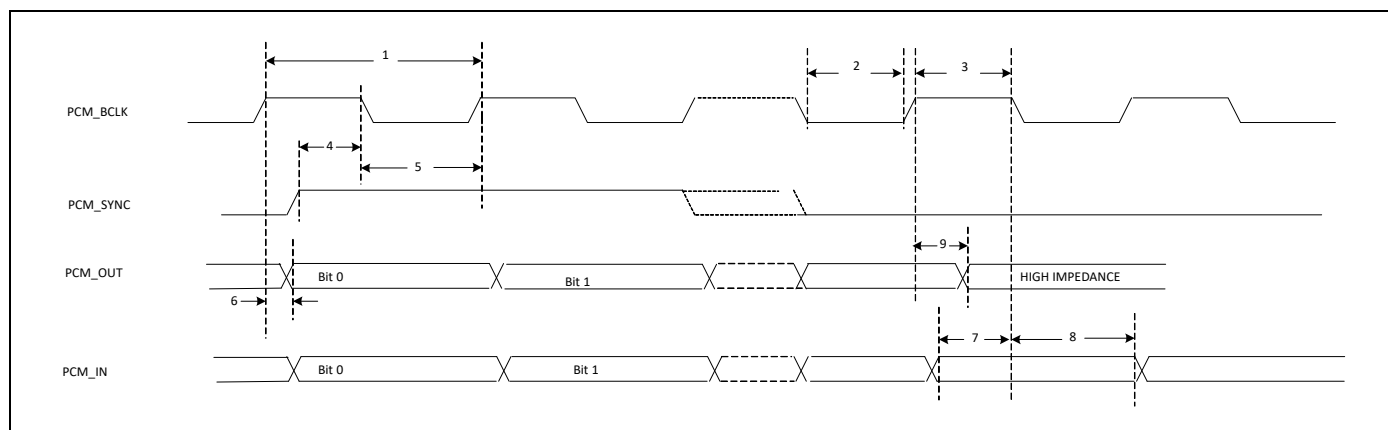 1
2
3
PCM_BCLK
4
5
PCM_SYNC
9
PCM_OUT
Bit 0
Bit 1
HIGH IMPEDANCE
6
7
8
PCM_IN
Bit 0
Bit 1